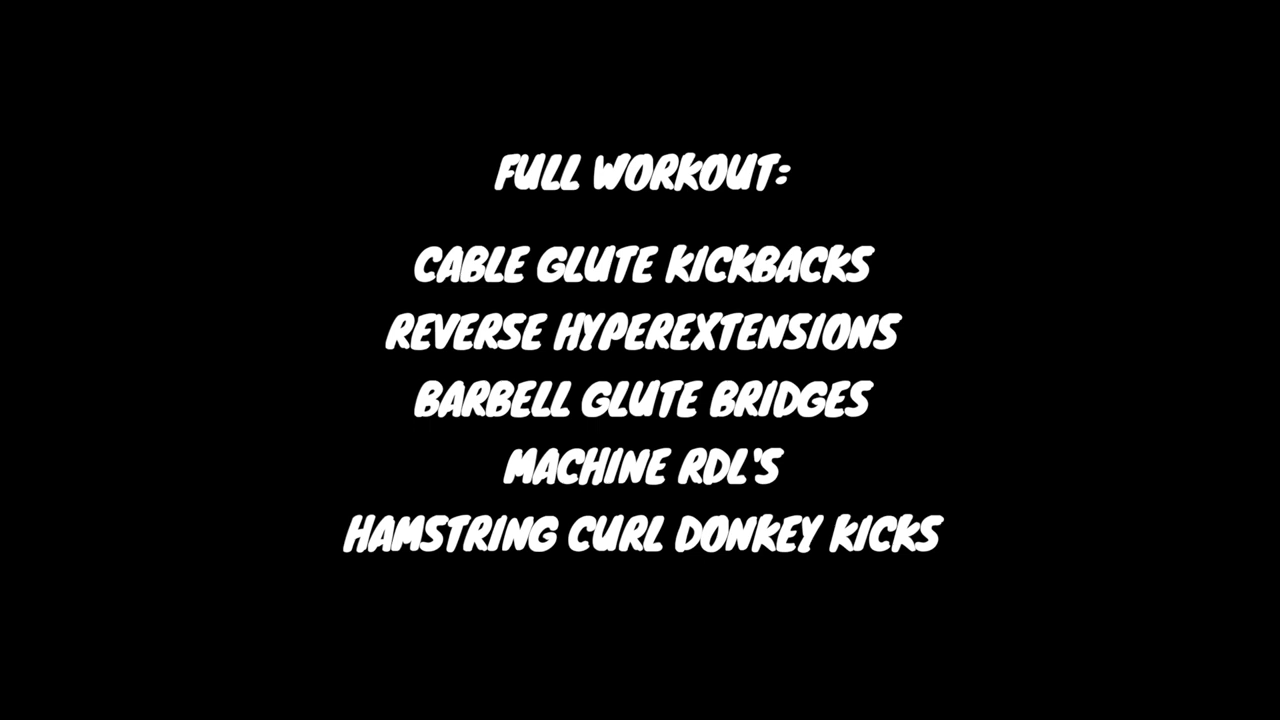 FULL WORKOUT:
CABLE GLUTE KICKBACKS
REVERSE HYPEREXTENSIONS
BARBELL GLUTE BRIDGES
MACHINE RDL'S
HAMSTRING CURL DONKEY KICKS